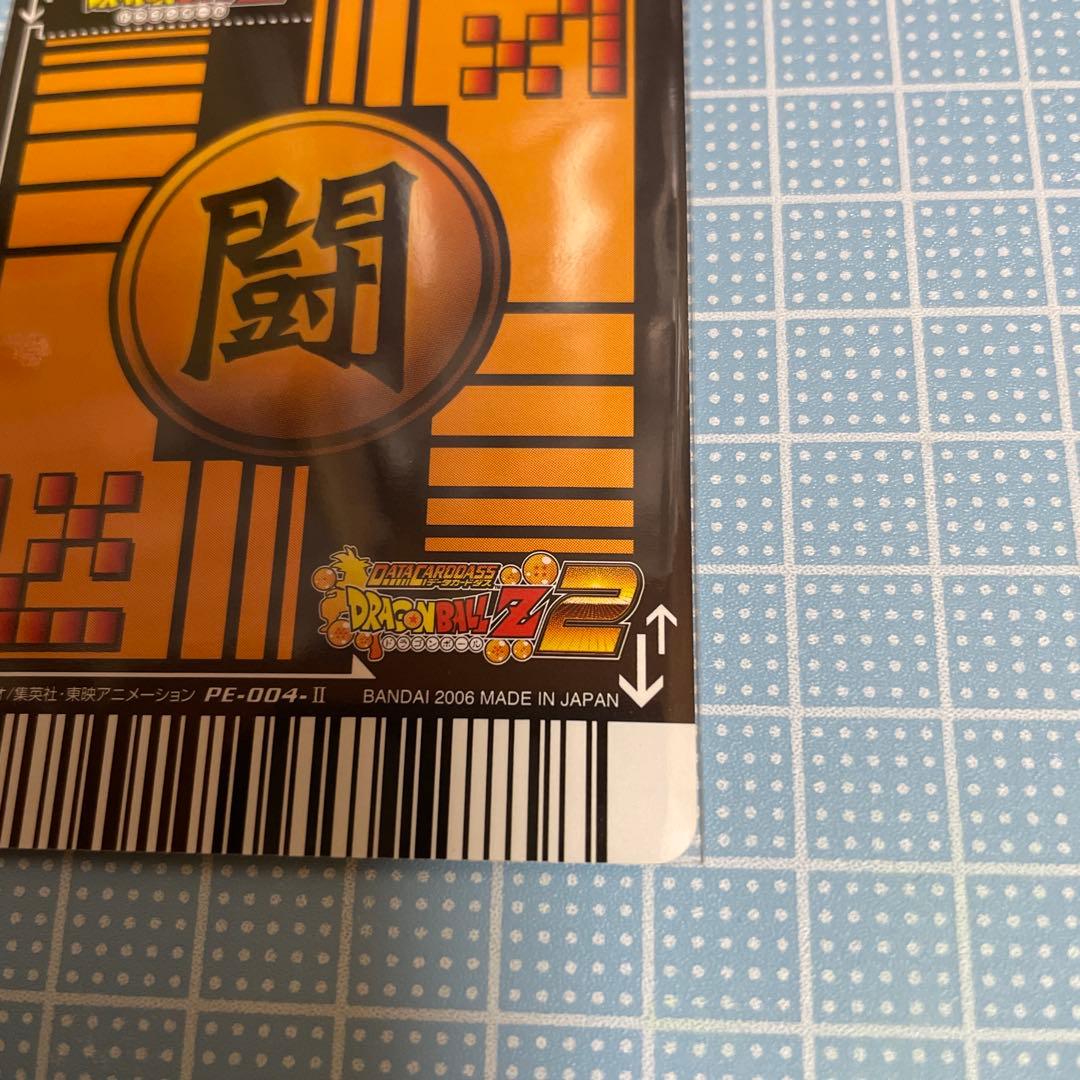 闘
DATA CARDDASS
データカードダス
DRAGONBALL Z 2
ドラゴンボール
オ/集英社・東映アニメーション PE-004-II BANDAI 2006 MADE IN JAPAN